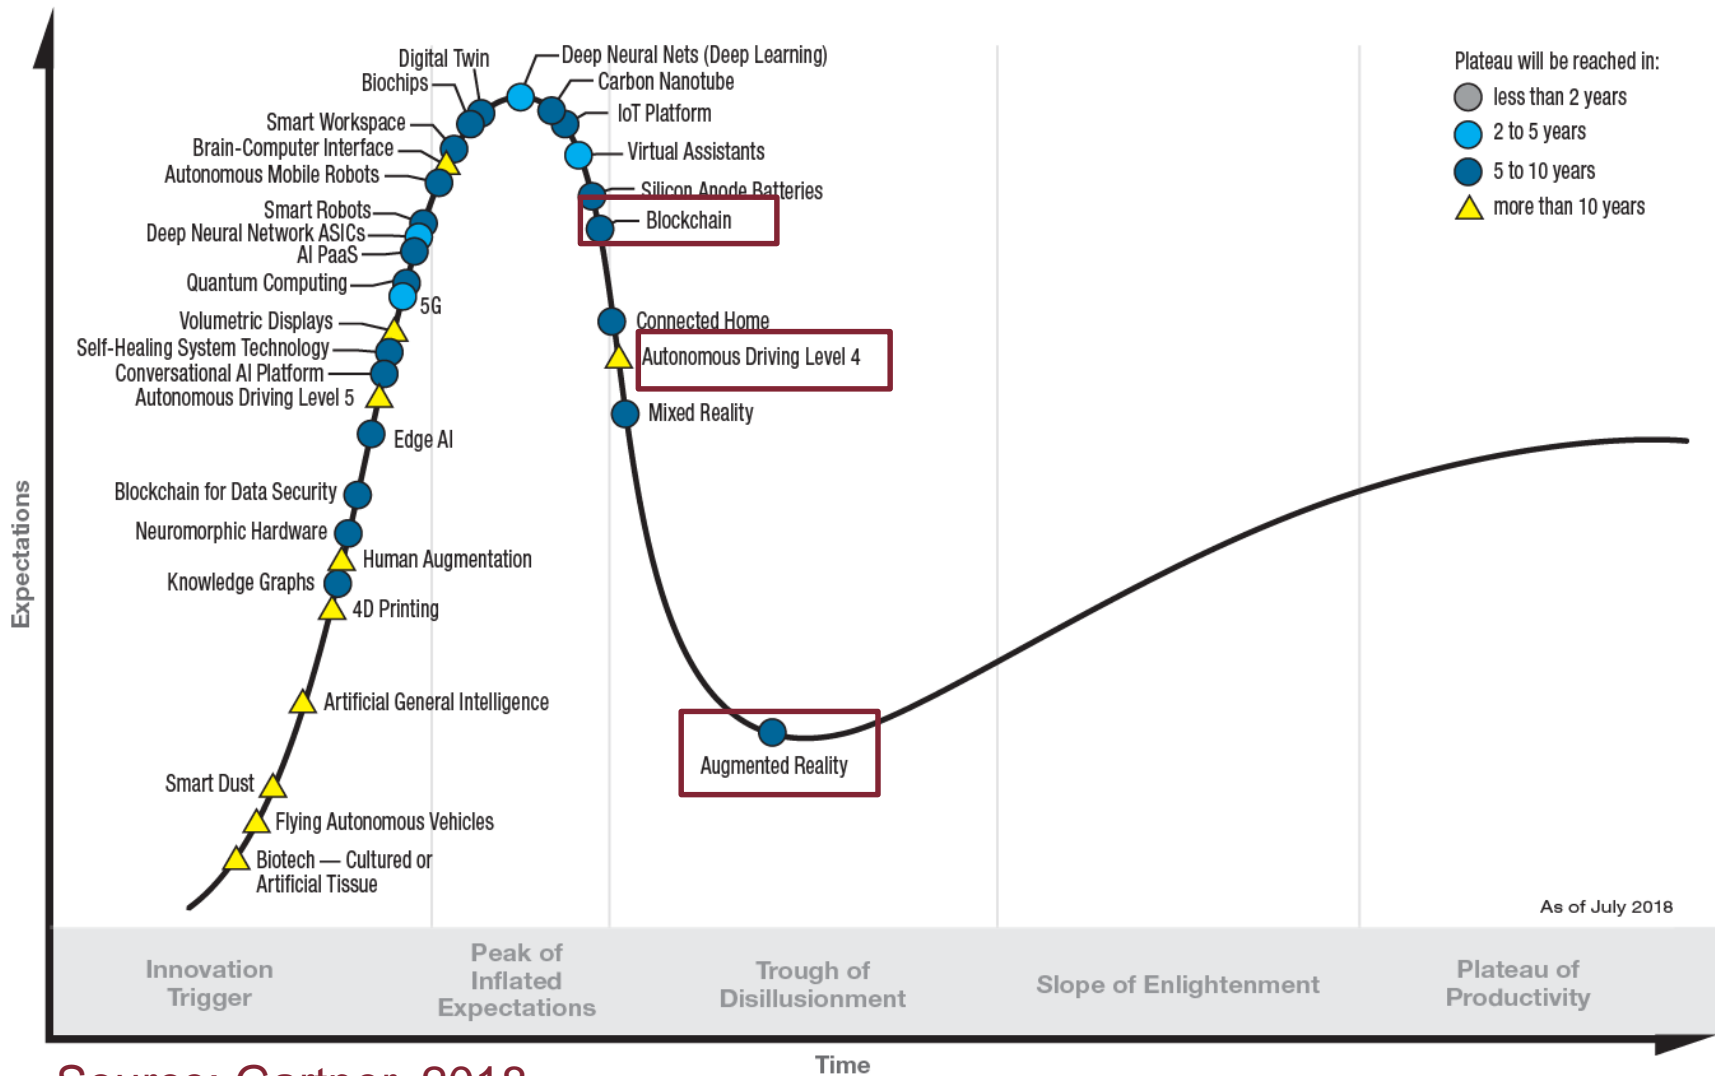 Digital Twin
Biochips
Smart Workspace
Brain-Computer Interface
Autonomous Mobile Robots
Smart Robots
Deep Neural Network ASICs
AI PaaS
Quantum Computing
5G
Volumetric Displays
Self-Healing System Technology
Conversational AI Platform
Autonomous Driving Level 5
Edge AI
Blockchain for Data Security
Neuromorphic Hardware
Human Augmentation
Knowledge Graphs
4D Printing
Artificial General Intelligence
Smart Dust
Flying Autonomous Vehicles
Biotech — Cultured or
Artificial Tissue
Deep Neural Nets (Deep Learning)
Carbon Nanotube
IoT Platform
Virtual Assistants
Silicon Anode Batteries
Blockchain
Connected Home
Autonomous Driving Level 4
Mixed Reality
Augmented Reality
Plateau will be reached in:
less than 2 years
2 to 5 years
5 to 10 years
more than 10 years
As of July 2018
Expectations
Innovation
Trigger
Peak of
Inflated
Expectations
Trough of
Disillusionment
Slope of Enlightenment
Plateau of
Productivity
Time
Source: Gartner, 2018